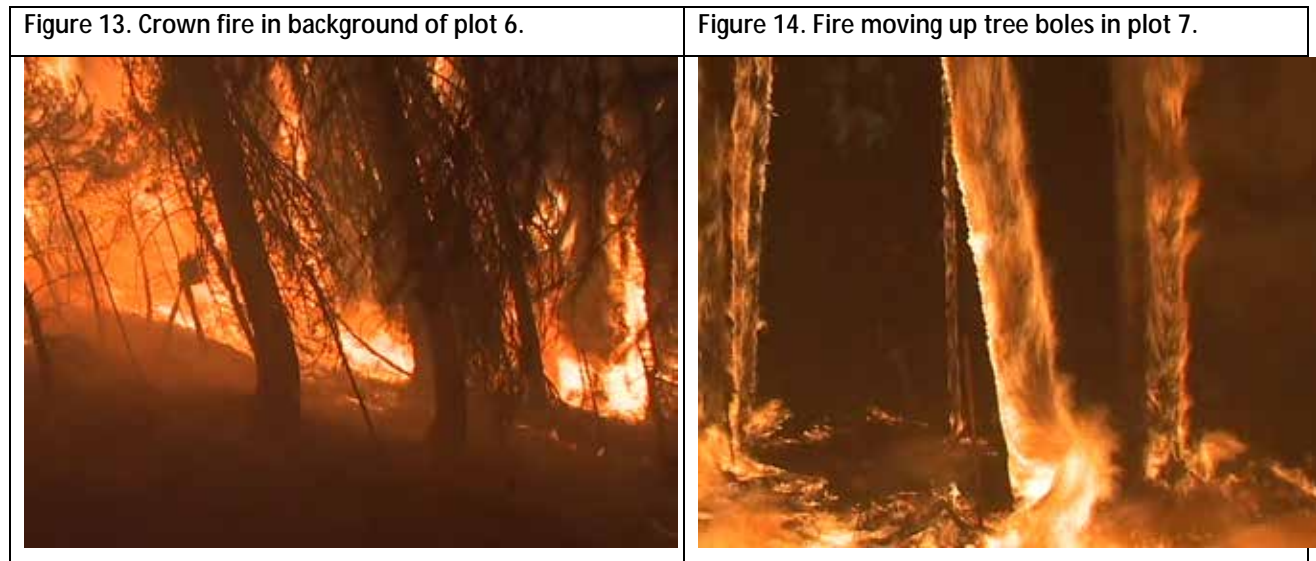 Figure 13. Crown fire in background of plot 6.
Figure 14. Fire moving up tree boles in plot 7.